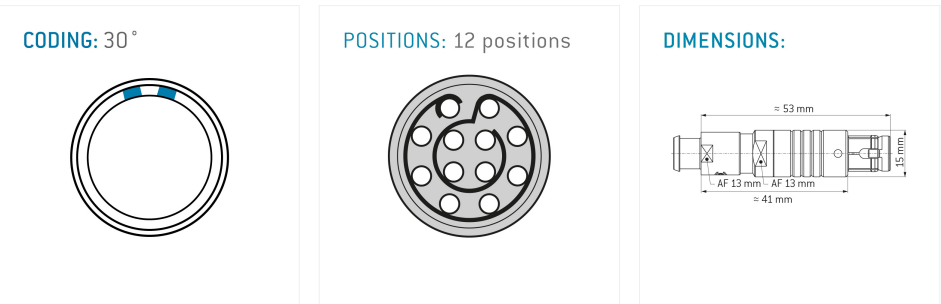 CODING: 30°
POSITIONS: 12 positions
DIMENSIONS:
≈ 53 mm
15 mm
AF 13 mm
AF 13 mm
≈ 41 mm